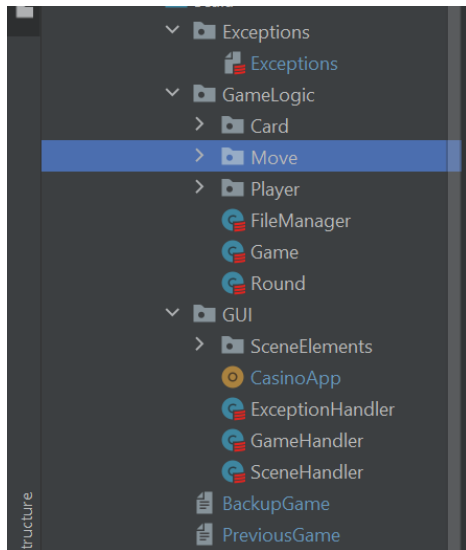 Exceptions
Exceptions
GameLogic
Card
Move
Player
FileManager
Game
Round
GUI
SceneElements
CasinoApp
ExceptionHandler
GameHandler
SceneHandler
BackupGame
PreviousGame
tructure